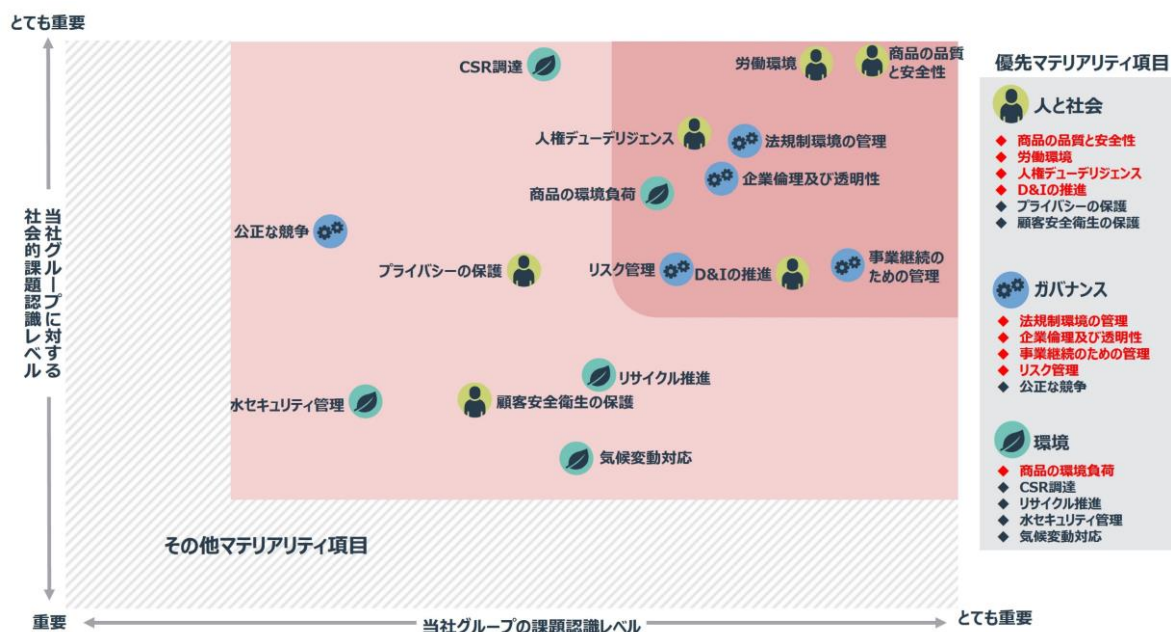 とても重要
CSR調達
労働環境
商品の品質
と安全性
人権デューデリジェンス
法規制環境の管理
企業倫理及び透明性
商品の環境負荷
公正な競争
プライバシーの保護
リスク管理
D&Iの推進
事業継続の
ための管理
リサイクル推進
水セキュリティ管理
顧客安全衛生の保護
気候変動対応
その他マテリアリティ項目
当社グループに対する
社会的課題認識レベル
重要
当社グループの課題認識レベル
とても重要
優先マテリアリティ項目
人と社会
◆ 商品の品質と安全性
◆ 労働環境
◆ 人権デューデリジェンス
◆ D&Iの推進
◆ プライバシーの保護
◆ 顧客安全衛生の保護
ガバナンス
◆ 法規制環境の管理
◆ 企業倫理及び透明性
◆ 事業継続のための管理
◆ リスク管理
◆ 公正な競争
環境
◆ 商品の環境負荷
◆ CSR調達
◆ リサイクル推進
◆ 水セキュリティ管理
◆ 気候変動対応